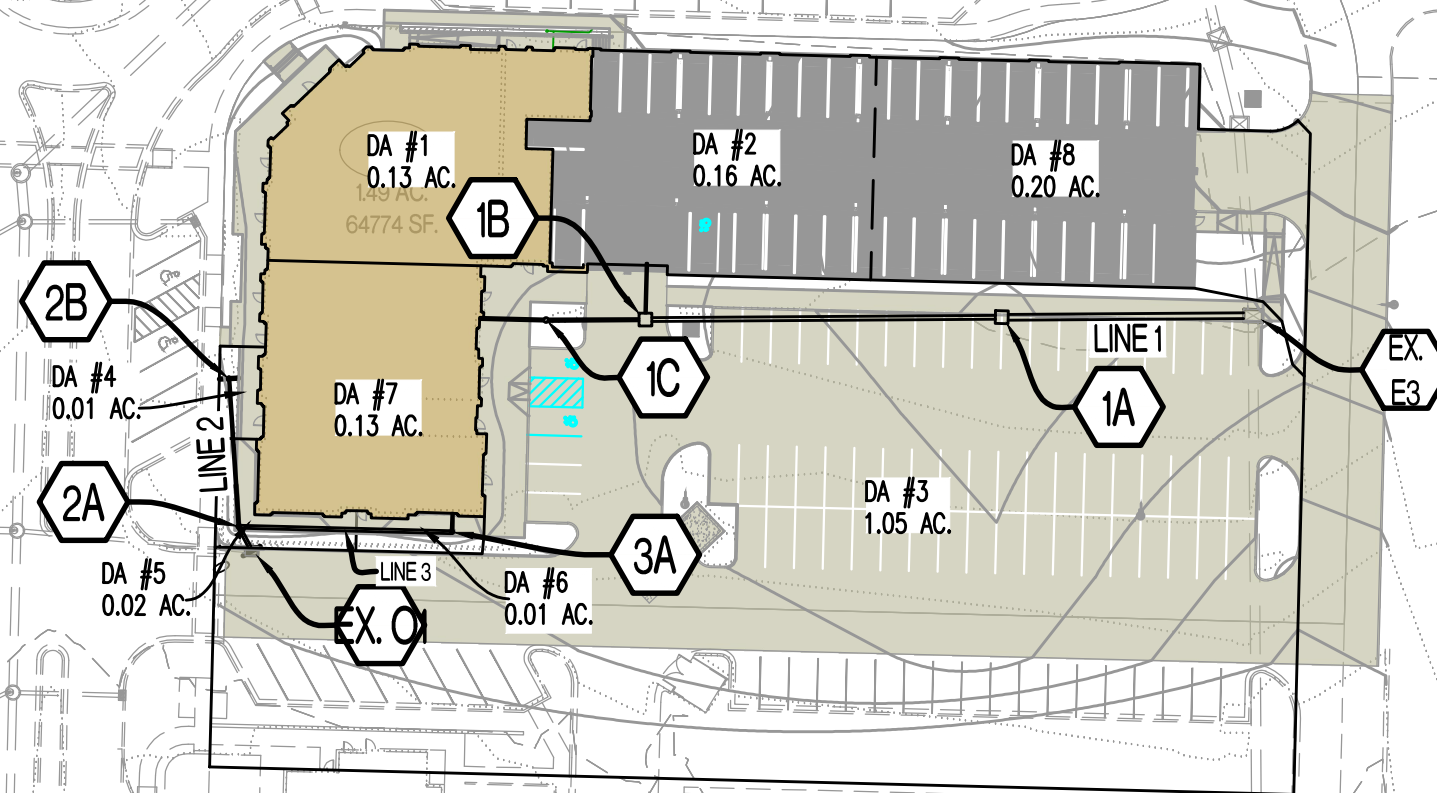 DA #1
0.13 AC.
1.49 AC.
64774 SF.
DA #2
0.16 AC.
DA #8
0.20 AC.
1B
2B
DA #4
0.01 AC.
LINE 2
DA #7
0.13 AC.
1C
LINE 1
1A
EX.
E3
2A
DA #3
1.05 AC.
3A
LINE 3
DA #5
0.02 AC.
DA #6
0.01 AC.
EX. O1